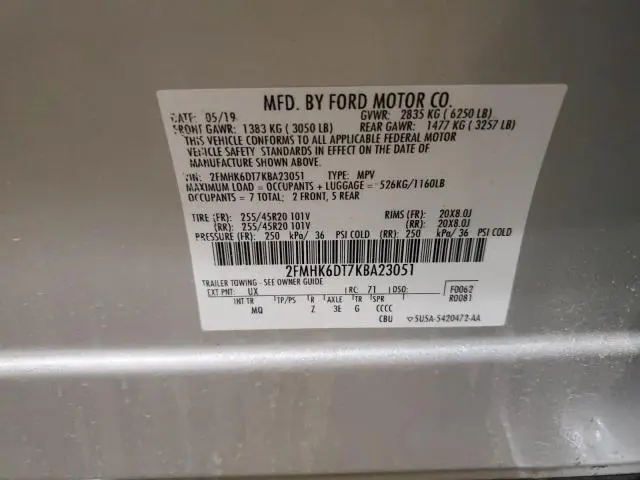 MFD. BY FORD MOTOR CO.
DATE: 05/19 GVWR: 2835 KG ( 6250 LB)
FRONT GAWR: 1383 KG ( 3050 LB) REAR GAWR: 1477 KG ( 3257 LB)
THIS VEHICLE CONFORMS TO ALL APPLICABLE FEDERAL MOTOR
VEHICLE SAFETY STANDARDS IN EFFECT ON THE DATE OF
MANUFACTURE SHOWN ABOVE.
VIN: 2FMHK6DT7KBA23051 TYPE: MPV
MAXIMUM LOAD = OCCUPANTS + LUGGAGE = 526KG/1160LB
OCCUPANTS = 7 TOTAL; 2 FRONT, 5 REAR
TIRE (FR): 255/45R20 101V RIMS (FR): 20X8.0J
(RR): 255/45R20 101V (RR): 20X8.0J
PRESSURE (FR): 250 kPa/ 36 PSI COLD (RR): 250 kPa/ 36 PSI COLD
2FMHK6DT7KBA23051
TRAILER TOWING - SEE OWNER GUIDE
EXT PNT: UX RC: 71 DSO: F0062
R0081
INT TR TP/PS R AXLE TR SPR
MQ Z 3E G CCCC
CBU ▽5USA-5420472-AA